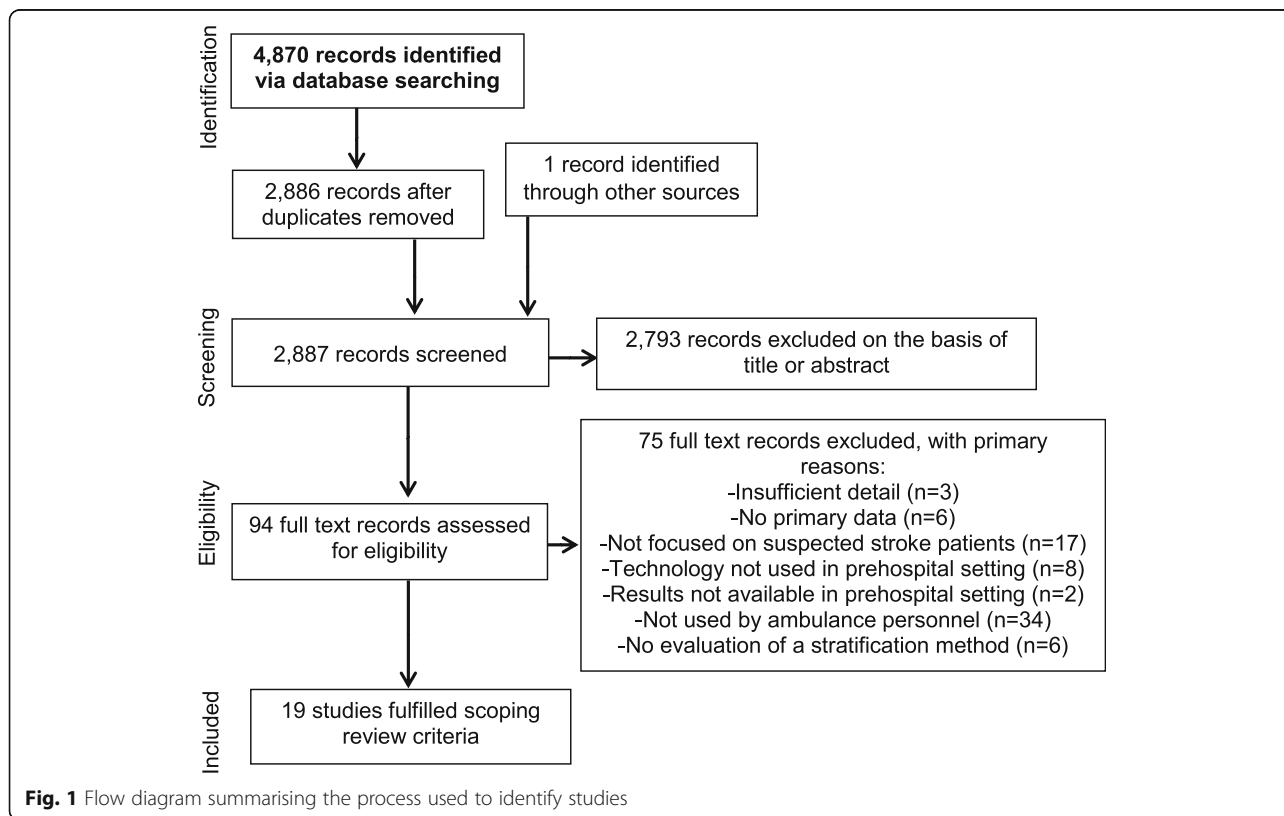 Identification
4,870 records identified
via database searching
2,886 records after
duplicates removed
1 record identified
through other sources
Screening
2,887 records screened
2,793 records excluded on the basis of
title or abstract
Eligibility
94 full text records assessed
for eligibility
75 full text records excluded, with primary
reasons:
-Insufficient detail (n=3)
-No primary data (n=6)
-Not focused on suspected stroke patients (n=17)
-Technology not used in prehospital setting (n=8)
-Results not available in prehospital setting (n=2)
-Not used by ambulance personnel (n=34)
-No evaluation of a stratification method (n=6)
Included
19 studies fulfilled scoping
review criteria
Fig. 1 Flow diagram summarising the process used to identify studies